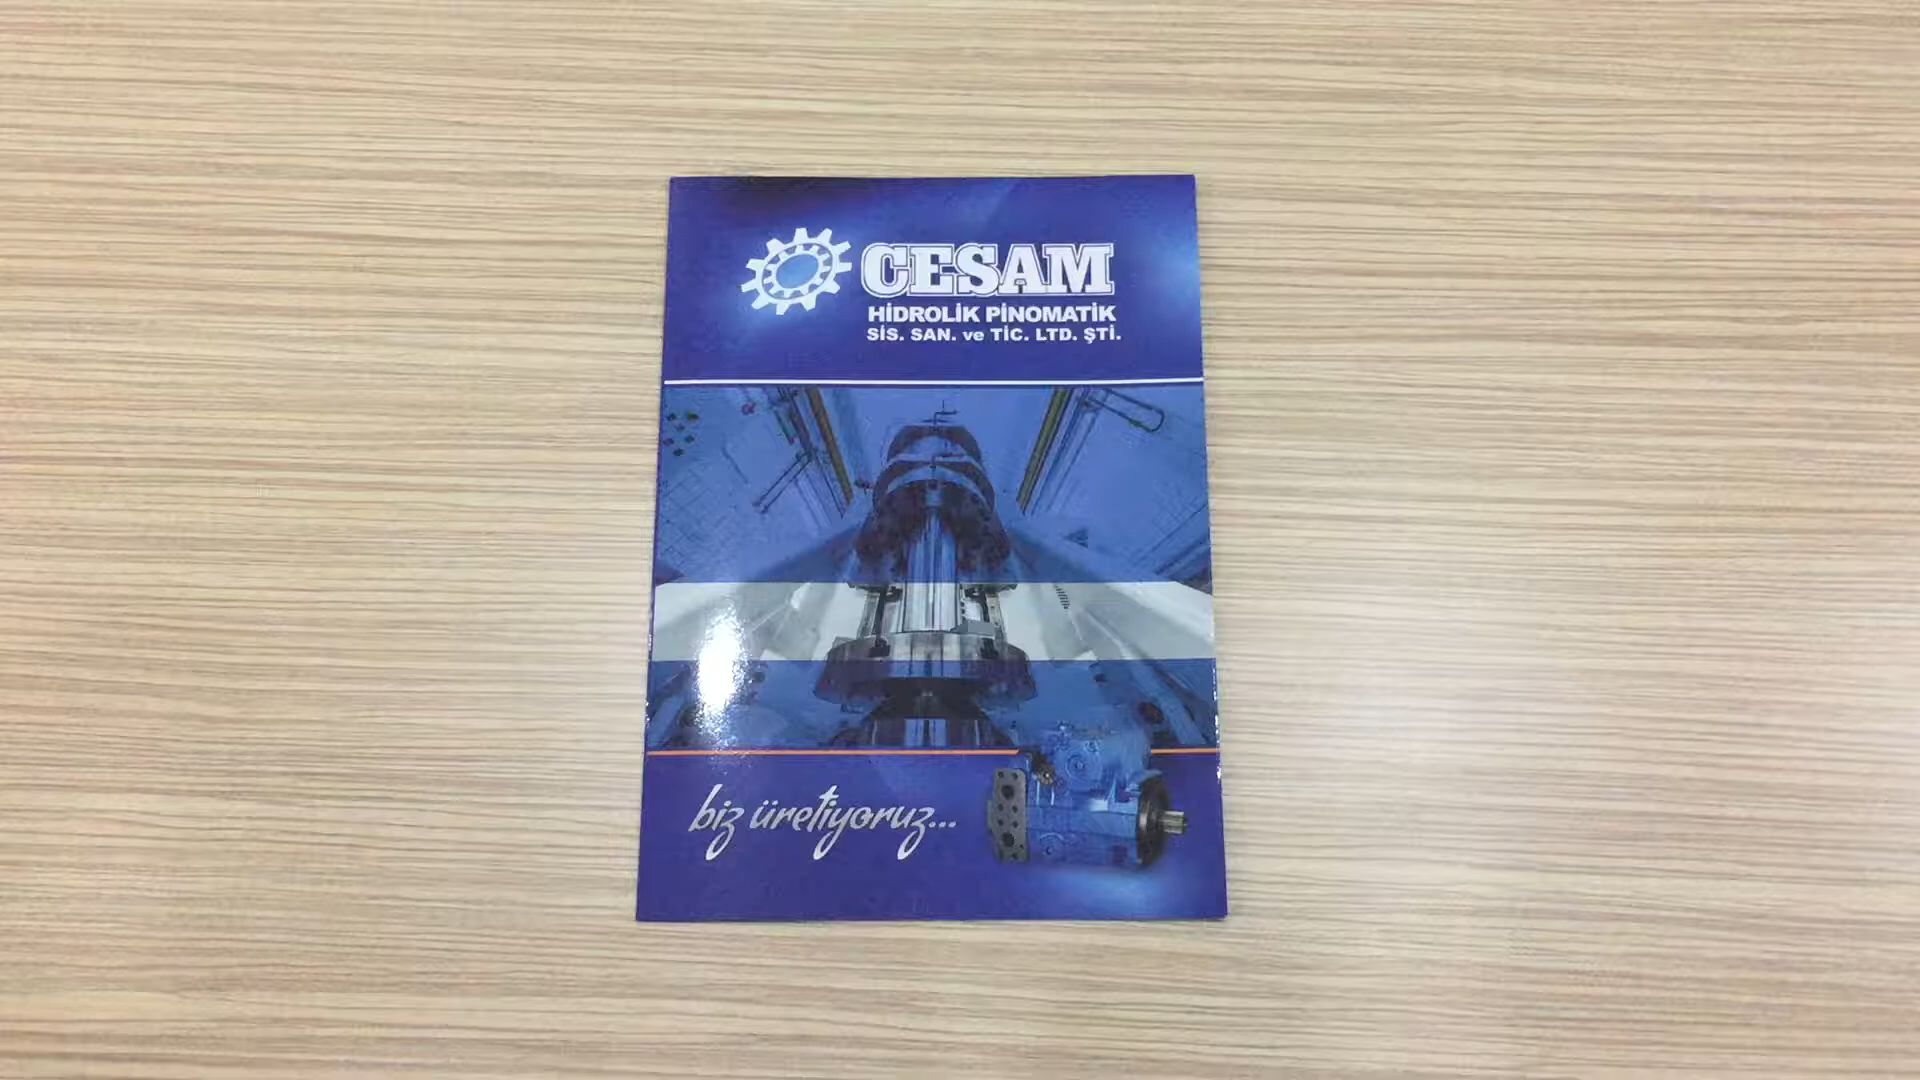 CESAM
HİDROLİK PİNOMATİK
SİS. SAN. ve TİC. LTD. ŞTİ.
biz üretiyoruz...